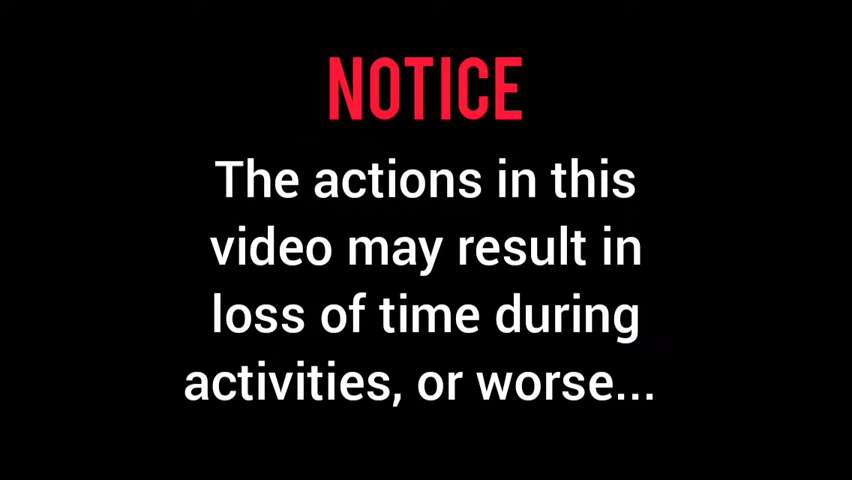 NOTICE
The actions in this
video may result in
loss of time during
activities, or worse...